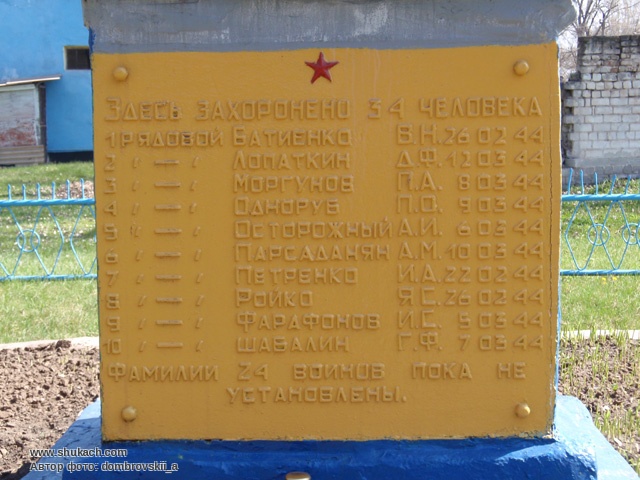 Здесь захоронено 34 человека
1 рядовой Батиенко В.Н. 26 02 44
2 〃 — 〃 Лопаткин Д.Ф. 12 03 44
3 〃 — 〃 Моргунов П.А. 8 03 44
4 〃 — 〃 Одноруб П.О. 9 03 44
5 〃 — 〃 Осторожный А.И. 6 03 44
6 〃 — 〃 Парсаданян А.М. 10 03 44
7 〃 — 〃 Петренко И.А. 22 02 44
8 〃 — 〃 Ройко Я.С. 26 02 44
9 〃 — 〃 Фарафонов И.С. 5 03 44
10 〃 — 〃 Шабалин Г.Ф. 7 03 44
Фамилии 24 воинов пока не
установлены.
www.shukach.com
Автор фото: dombrovskii_a